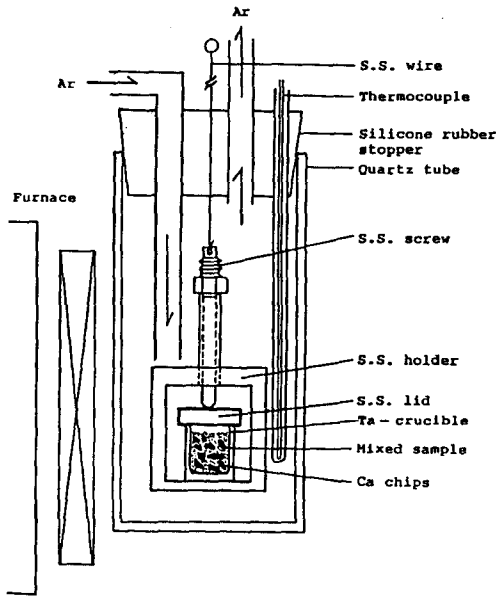 Ar
S.S. wire
Ar
Thermocouple
Silicone rubber
stopper
Quartz tube
Furnace
S.S. screw
S.S. holder
S.S. lid
Ta-crucible
Mixed sample
Ca chips